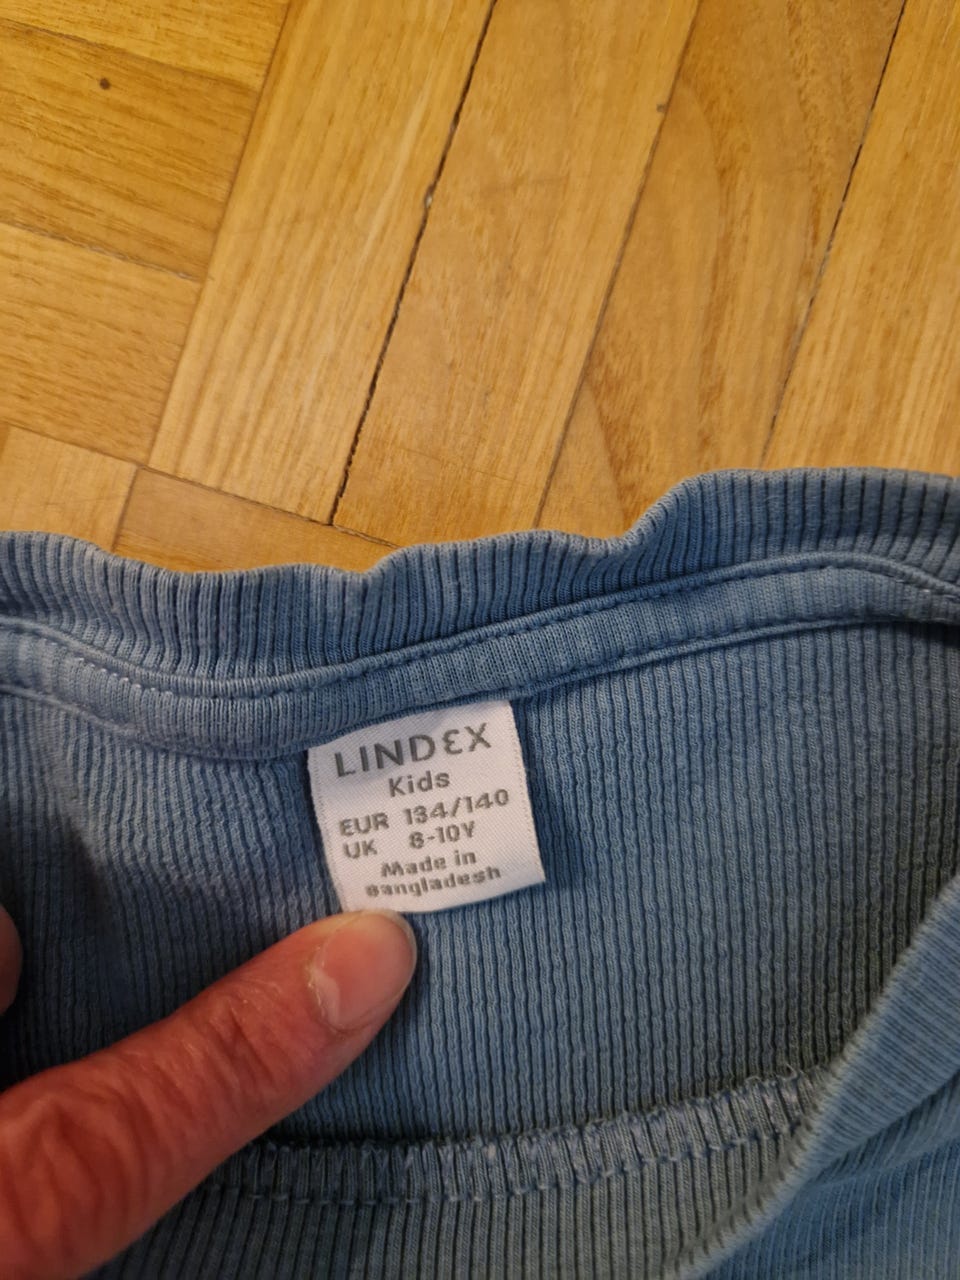 LINDEX
Kids
EUR 134/140
UK 8-10Y
Made in
Bangladesh